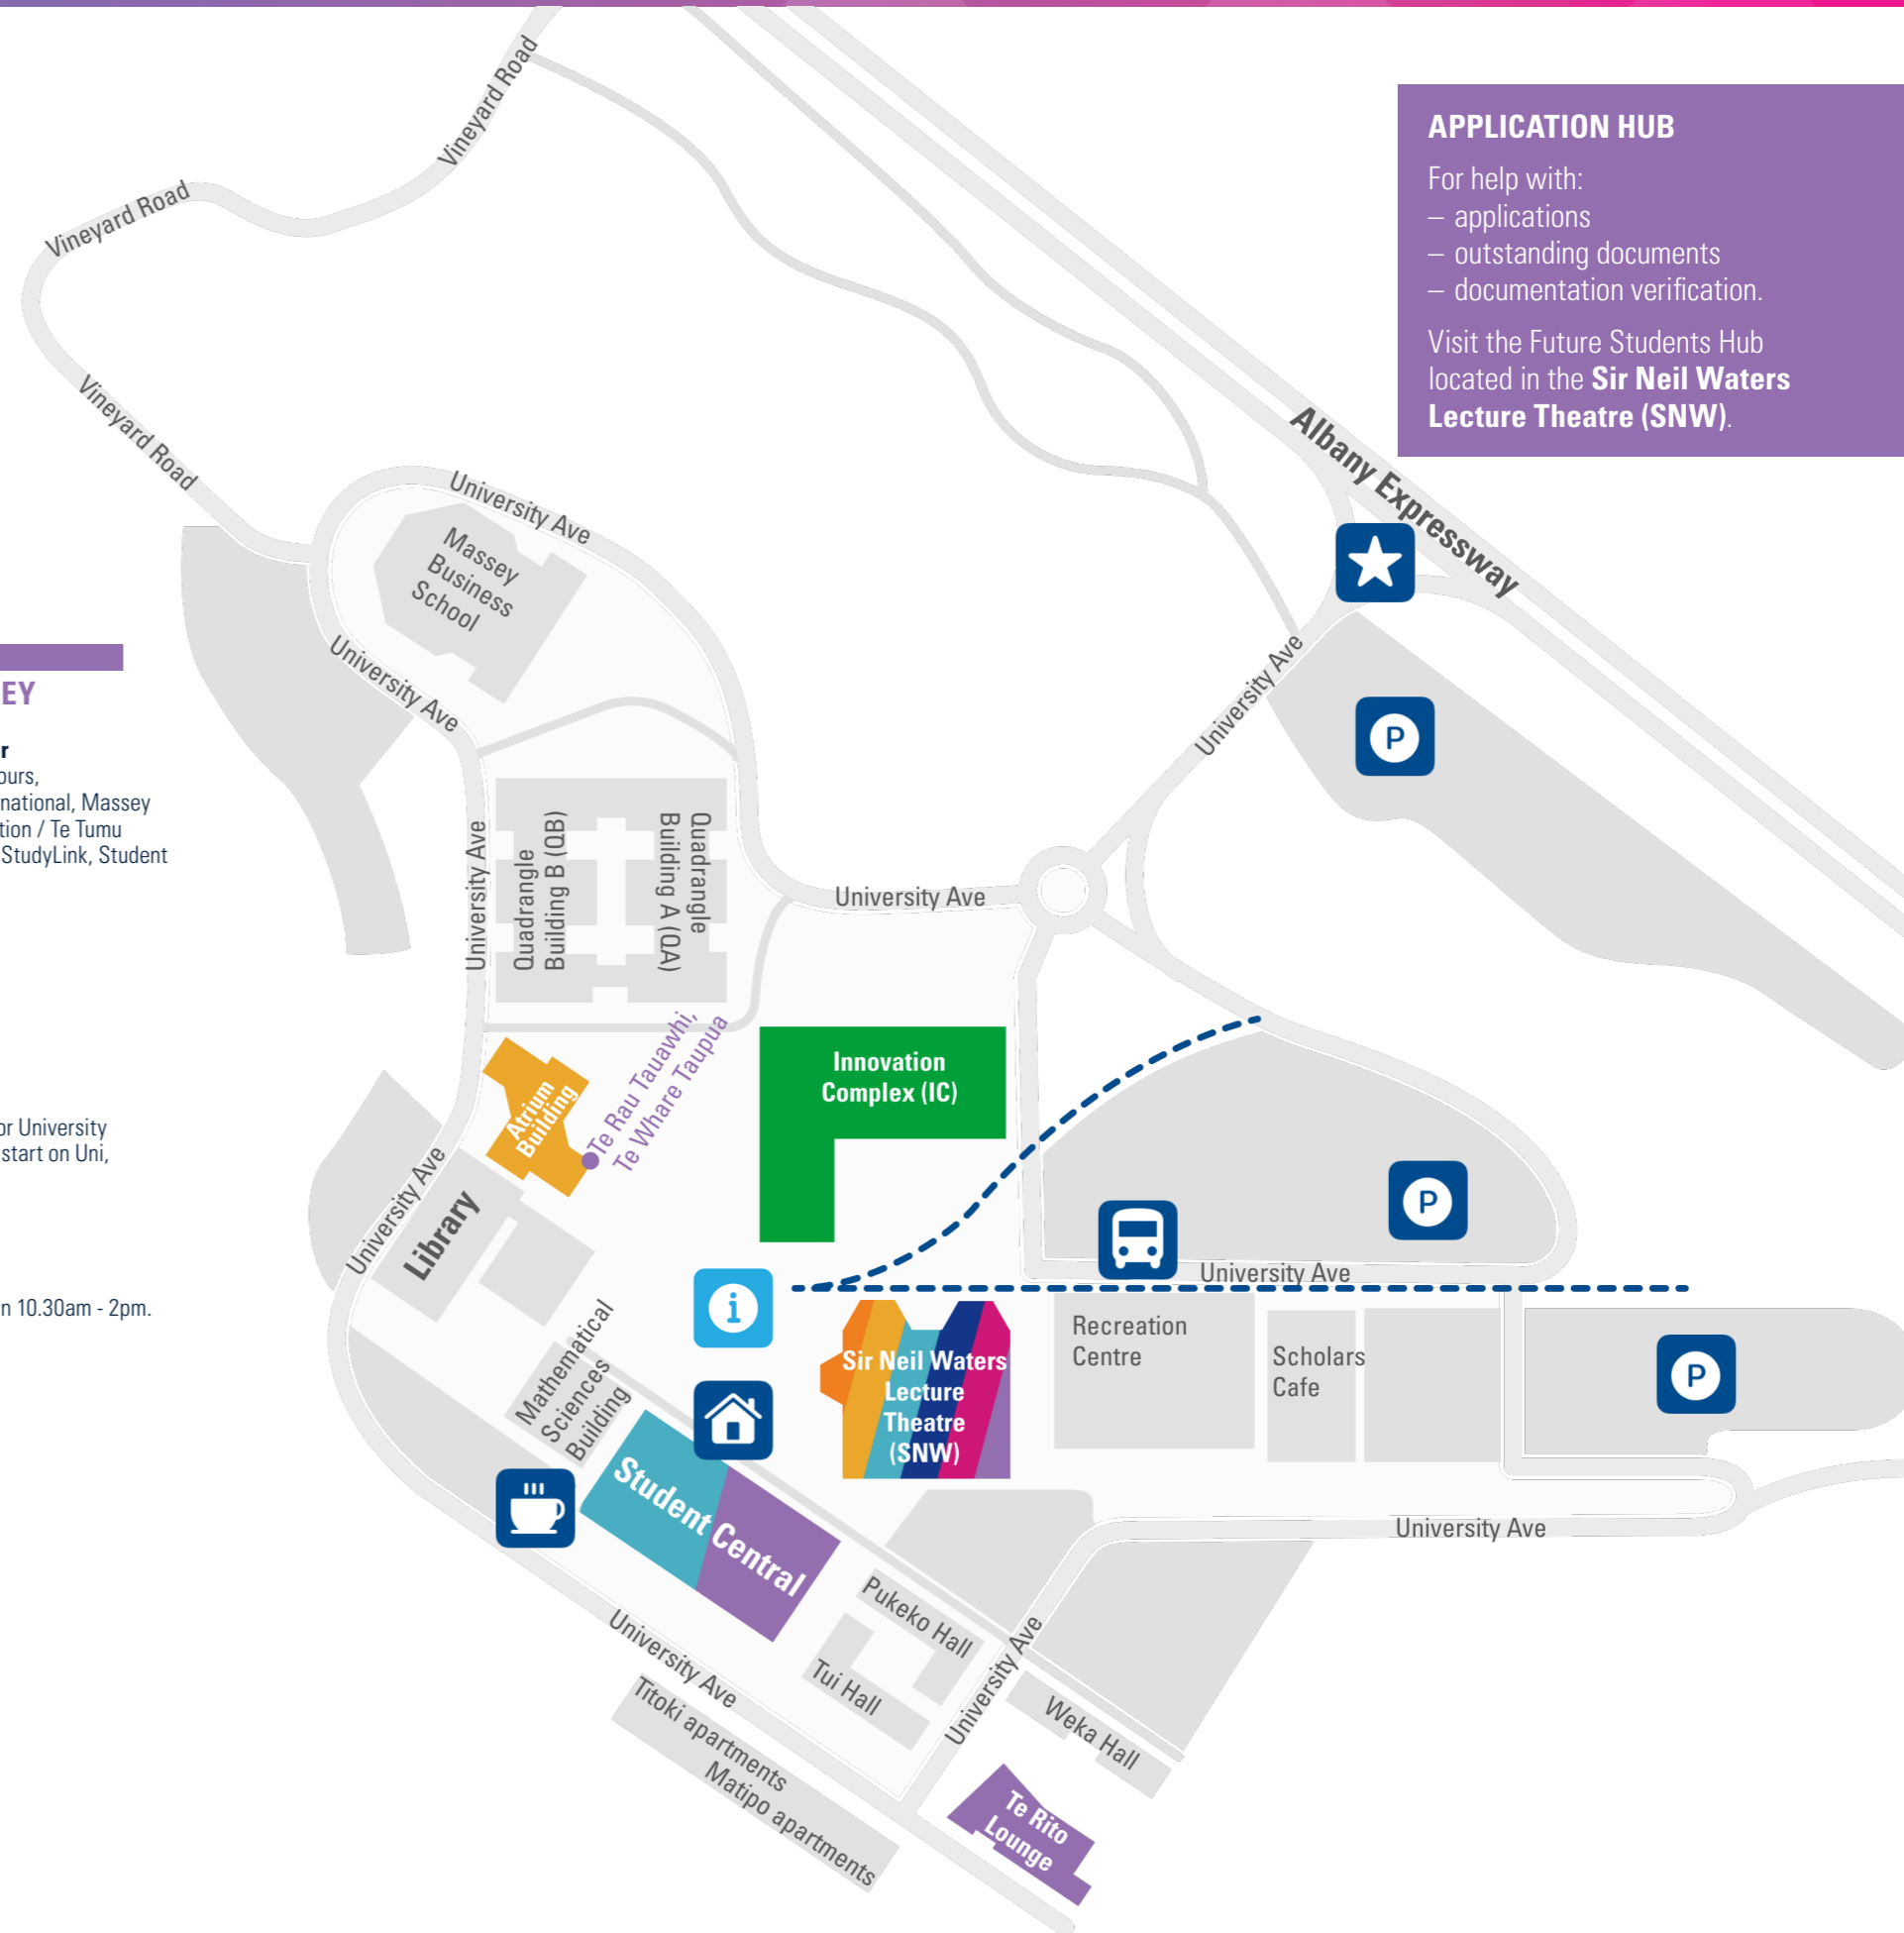 APPLICATION HUB
For help with:
– applications
– outstanding documents
– documentation verification.
Visit the Future Students Hub
located in the Sir Neil Waters
Lecture Theatre (SNW).
Vineyard Road
Vineyard Road
Vineyard Road
Albany Expressway
University Ave
Massey
Business
School
University Ave
University Ave
P
EY
r
ours,
national, Massey
tion / Te Tumu
StudyLink, Student
University Ave
Quadrangle
Building B (QB)
Quadrangle
Building A (QA)
University Ave
Te Rau Tauawhi,
Te Whare Taupua
Atrium
Building
Innovation
Complex (IC)
or University
start on Uni,
University Ave
Library
P
University Ave
n 10.30am - 2pm.
i
Mathematical
Sciences
Building
Sir Neil Waters
Lecture
Theatre
(SNW)
Recreation
Centre
Scholars
Cafe
P
Student Central
University Ave
University Ave
Pukeko Hall
Tui Hall
University Ave
Weka Hall
Titoki apartments
Matipo apartments
Te Rito
Lounge